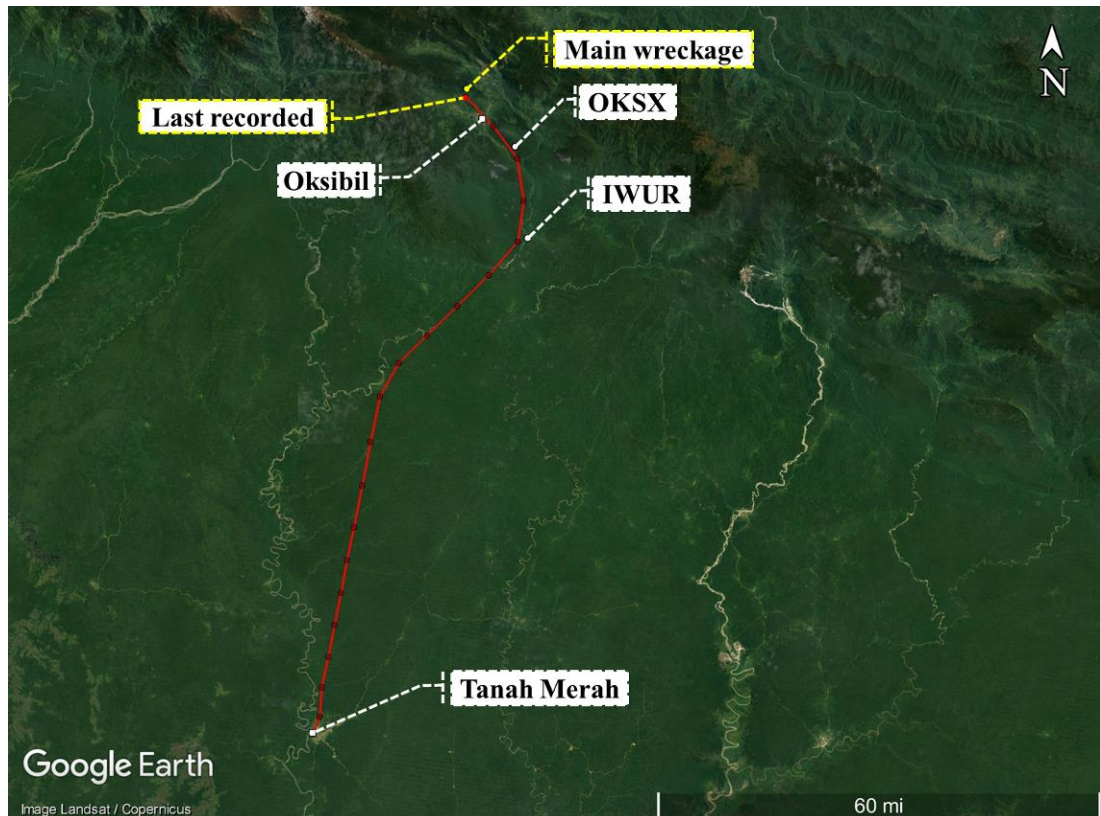 Main wreckage
N
OKSX
Last recorded
Oksibil
IWUR
Tanah Merah
Google Earth
Image Landsat / Copernicus
60 mi